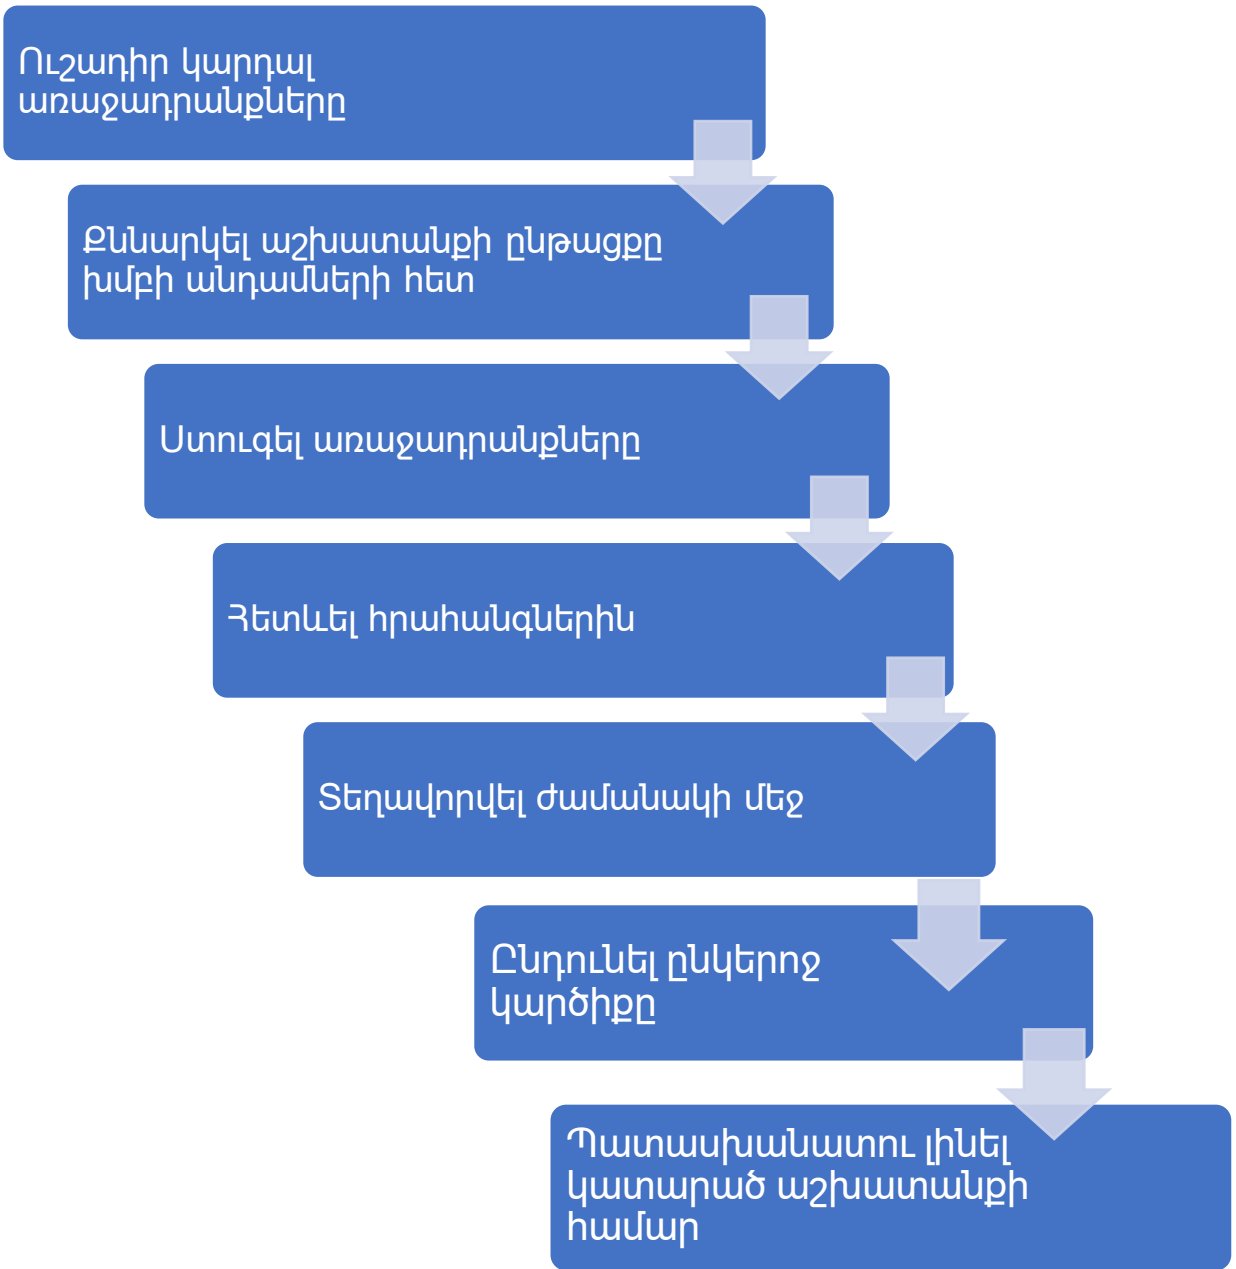 Ուշադիր կարդալ
առաջադրանքները
Քննարկել աշխատանքի ընթացքը
խմբի անդամների հետ
Ստուգել առաջադրանքները
Հետևել հրահանգներին
Տեղավորվել ժամանակի մեջ
Ընդունել ընկերոջ
կարծիքը
Պատասխանատու լինել
կատարած աշխատանքի
համար